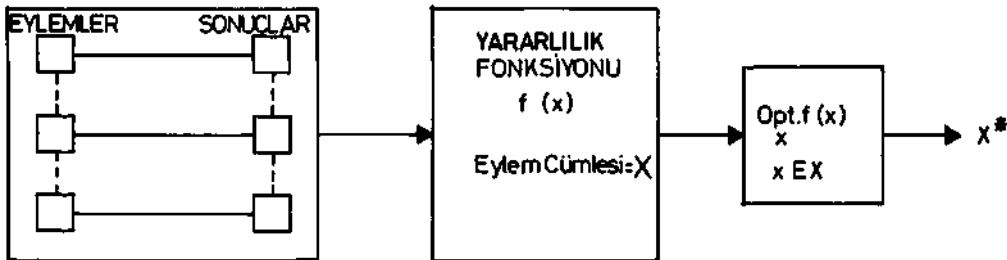 EYLEMLER SONUÇLAR
YARARLILIK
FONKSİYONU
f (x)
Eylem Cümlesi=X
Opt.f (x)
x
x E X
X*